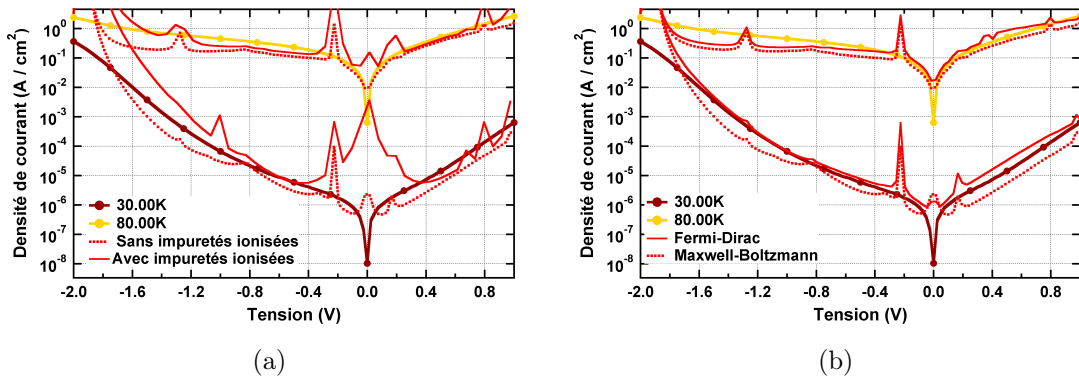 Densité de courant (A / cm²)
10⁰
10⁻¹
10⁻²
10⁻³
10⁻⁴
10⁻⁵
10⁻⁶
10⁻⁷
10⁻⁸
30.00K
80.00K
Sans impuretés ionisées
Avec impuretés ionisées
-2.0 -1.6 -1.2 -0.8 -0.4 0.0 0.4 0.8
Tension (V)
(a)
Densité de courant (A / cm²)
10⁰
10⁻¹
10⁻²
10⁻³
10⁻⁴
10⁻⁵
10⁻⁶
10⁻⁷
10⁻⁸
30.00K
80.00K
Fermi-Dirac
Maxwell-Boltzmann
-2.0 -1.6 -1.2 -0.8 -0.4 0.0 0.4 0.8
Tension (V)
(b)